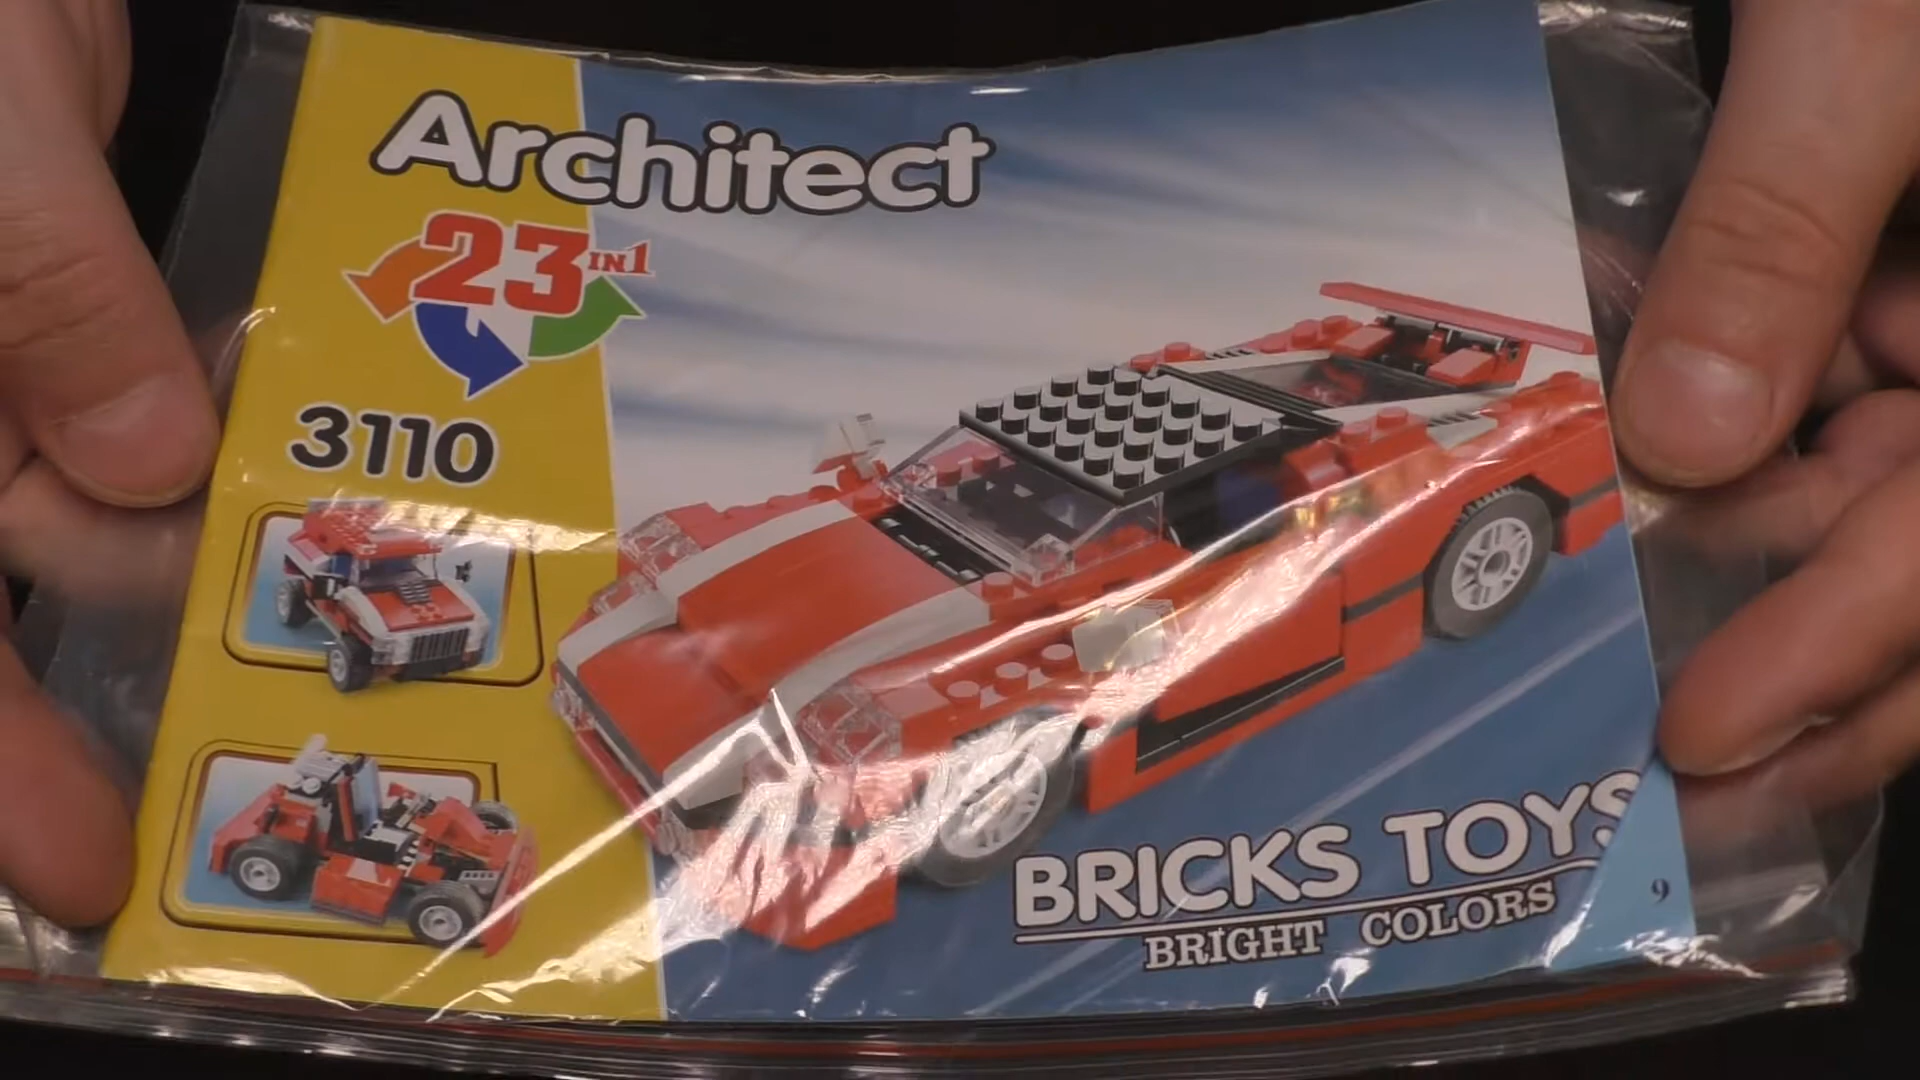 Architect
23 IN1
3110
BRICKS TOYS
BRIGHT COLORS
9